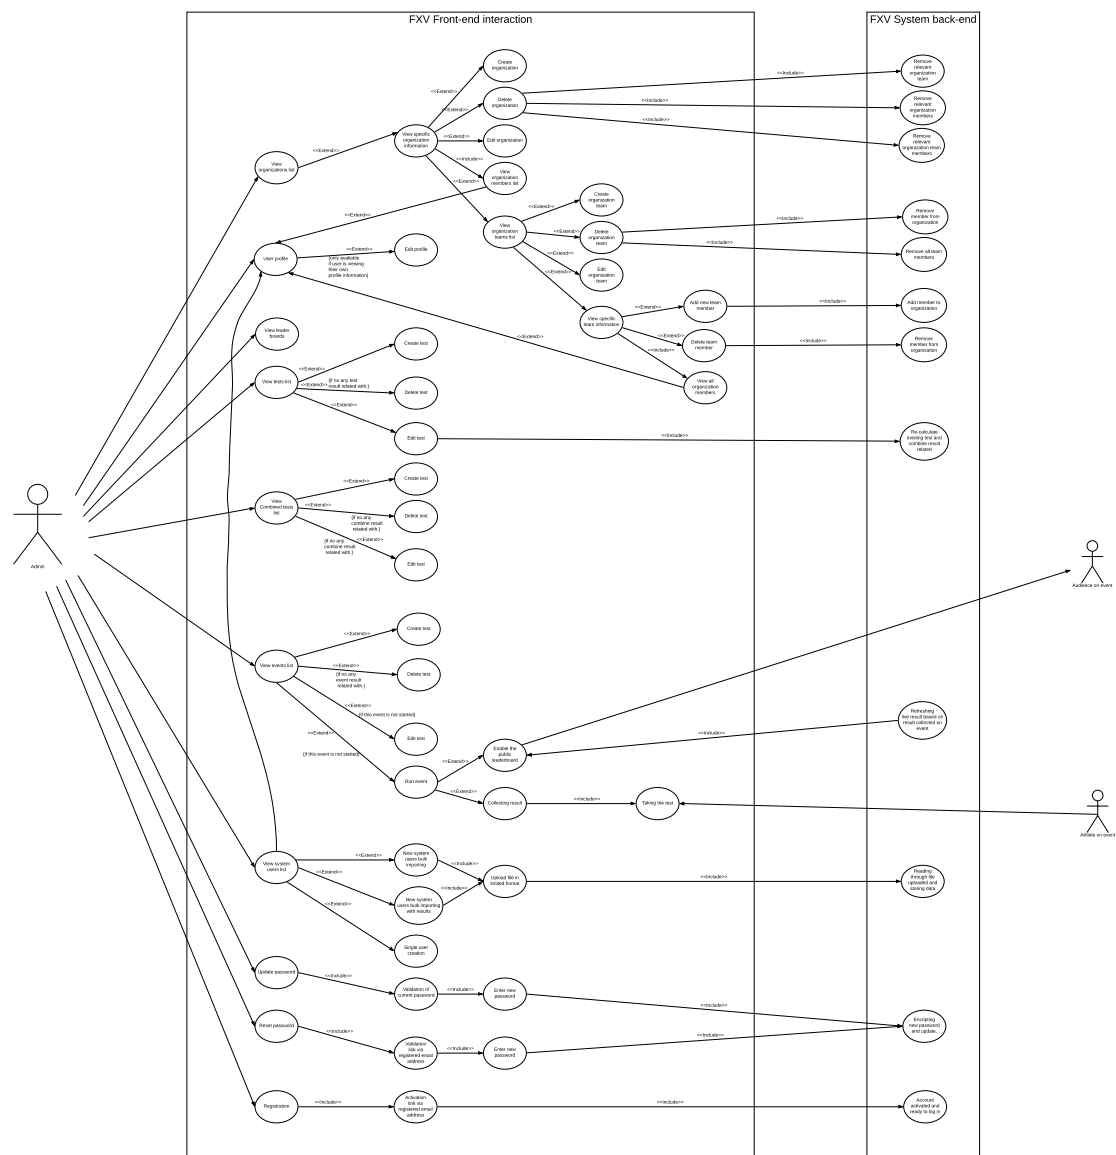 FXV Front-end interaction
FXV System back-end
Create
organization
<<Extend>>
Delete
organization
<<Extend>>
<<Include>>
Remove
relevant
organization
team
<<Include>>
Remove
relevant
organization
members
<<Include>>
Remove
relevant
organization team
members
View specific
organization
information
<<Extend>>
Edit organization
<<Extend>>
View
organizations list
<<Include>>
View
organization
members list
<<Extend>>
<<Extend>>
View
organization
teams list
<<Extend>>
Create
organization
team
<<Extend>>
Delete
organization
team
<<Include>>
Remove
member from
organization
<<Include>>
Remove all team
members
<<Extend>>
Edit
organization
team
<<Extend>>
User profile
<<Extend>>
Edit profile
{only available
if user is viewing
their own
profile information}
View specific
team information
<<Extend>>
Add new team
member
<<Include>>
Add member to
organization
<<Extend>>
Delete team
member
<<Include>>
Remove
member from
organization
<<Include>>
View all
organization
members
<<Extend>>
View leader
boards
View tests list
<<Extend>>
Create test
<<Extend>>
{if no any test
result related with.}
Delete test
<<Extend>>
Edit test
<<Include>>
Re-calculate
existing test and
combine result
related
View
Combined tests
list
<<Extend>>
Create test
<<Extend>>
Delete test
{if no any
combine result
related with.}
<<Extend>>
{if no any
combine result
related with.}
Edit test
Admin
Audience on event
View events list
<<Extend>>
Create test
<<Extend>>
{if no any
event result
related with.}
Delete test
<<Extend>>
{if this event is not started}
Edit test
<<Extend>>
{if this event is not started}
Run event
<<Extend>>
Enable the
public
leaderboard
<<Include>>
Refreshing
live result based on
result collected on
event
<<Extend>>
Collecting result
<<Include>>
Taking the test
Athlete on event
View system
users list
<<Extend>>
New system
users bulk
importing
<<Include>>
<<Extend>>
New system
users bulk importing
with results
<<Include>>
Upload file in
limited format
<<Include>>
Reading
through file
uploaded and
storing data
<<Extend>>
Single user
creation
Update password
<<Include>>
Validation of
current password
<<Include>>
Enter new
password
<<Include>>
Encripting
new password
and update.
Reset password
<<Include>>
Validation
link via
registered email
address
<<Include>>
Enter new
password
<<Include>>
Registration
<<Include>>
Activation
link via
registered email
address
<<Include>>
Account
activated and
ready to log in